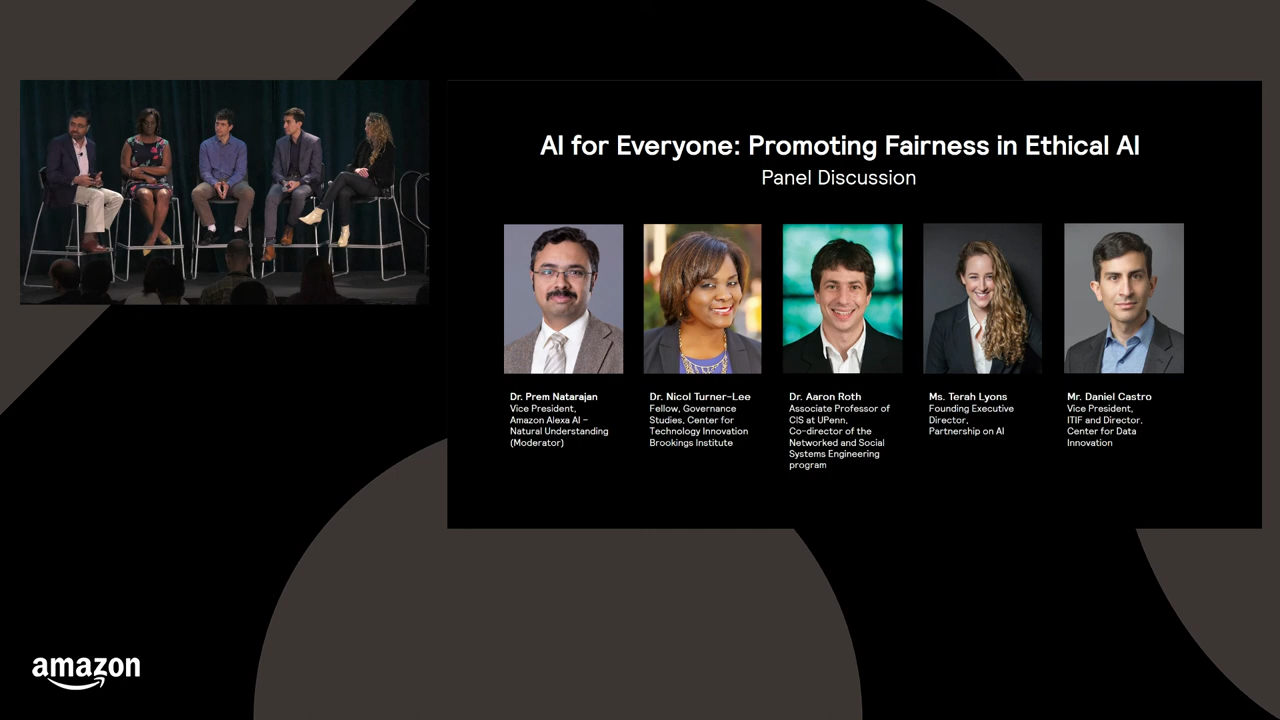 AI for Everyone: Promoting Fairness in Ethical AI
Panel Discussion
Dr. Prem Natarajan
Vice President,
Amazon Alexa AI –
Natural Understanding
(Moderator)
Dr. Nicol Turner-Lee
Fellow, Governance
Studies, Center for
Technology Innovation
Brookings Institute
Dr. Aaron Roth
Associate Professor of
CIS at UPenn,
Co-director of the
Networked and Social
Systems Engineering
program
Ms. Terah Lyons
Founding Executive
Director,
Partnership on AI
Mr. Daniel Castro
Vice President,
ITIF and Director,
Center for Data
Innovation
amazon